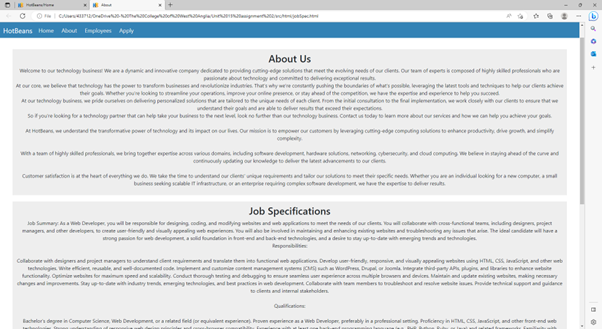 HotBeans/Home
About
C:/Users/433712/OneDrive%20-%20The%20College%20of%20West%20Anglia/Unit%2015%20assignment%202/src/html/JobSpec.html
HotBeans Home About Employees Apply
About Us
Welcome to our technology business! We are a dynamic and innovative company dedicated to providing cutting-edge solutions that meet the evolving needs of our clients. Our team of experts is composed of highly skilled professionals who are
passionate about technology and committed to delivering exceptional results.
At our core, we believe that technology has the power to transform businesses and revolutionize industries. That's why we're constantly pushing the boundaries of what's possible, leveraging the latest tools and techniques to help our clients achieve
their goals. Whether you're looking to streamline your operations, improve your online presence, or stay ahead of the competition, we have the expertise and experience to help you succeed.
At our technology business, we pride ourselves on delivering personalized solutions that are tailored to the unique needs of each client. From the initial consultation to the final implementation, we work closely with our clients to ensure that we
understand their goals and are able to deliver results that exceed their expectations.
So if you're looking for a technology partner that can help take your business to the next level, look no further than our technology business. Contact us today to learn more about our services and how we can help you achieve your goals.
At HotBeans, we understand the transformative power of technology and its impact on our lives. Our mission is to empower our customers by leveraging cutting-edge computing solutions to enhance productivity, drive growth, and simplify
complexity.
With a team of highly skilled professionals, we bring together expertise across various domains, including software development, hardware solutions, networking, cybersecurity, and cloud computing. We believe in staying ahead of the curve and
continuously updating our knowledge to deliver the latest advancements to our clients.
Customer satisfaction is at the heart of everything we do. We take the time to understand our clients' unique requirements and tailor our solutions to meet their specific needs. Whether you are an individual looking for a new computer, a small
business seeking scalable IT infrastructure, or an enterprise requiring complex software development, we have the expertise to deliver results.
Job Specifications
Job Summary: As a Web Developer, you will be responsible for designing, coding, and modifying websites and web applications to meet the needs of our clients. You will collaborate with cross-functional teams, including designers, project
managers, and other developers, to create user-friendly and visually appealing web experiences. You will also be involved in maintaining and enhancing existing websites and troubleshooting any issues that arise. The ideal candidate will have a
strong passion for web development, a solid foundation in front-end and back-end technologies, and a desire to stay up-to-date with emerging trends and technologies.
Responsibilities:
Collaborate with designers and project managers to understand client requirements and translate them into functional web applications. Develop user-friendly, responsive, and visually appealing websites using HTML, CSS, JavaScript, and other web
technologies. Write efficient, reusable, and well-documented code. Implement and customize content management systems (CMS) such as WordPress, Drupal, or Joomla. Integrate third-party APIs, plugins, and libraries to enhance website
functionality. Optimize websites for maximum speed and scalability. Conduct thorough testing and debugging to ensure seamless user experience across multiple browsers and devices. Maintain and update existing websites, making necessary
changes and improvements. Stay up-to-date with industry trends, emerging technologies, and best practices in web development. Collaborate with team members to troubleshoot and resolve website issues. Provide technical support and guidance
to clients and internal stakeholders.
Qualifications:
Bachelor's degree in Computer Science, Web Development, or a related field (or equivalent experience). Proven experience as a Web Developer, preferably in a professional setting. Proficiency in HTML, CSS, JavaScript, and other front-end web